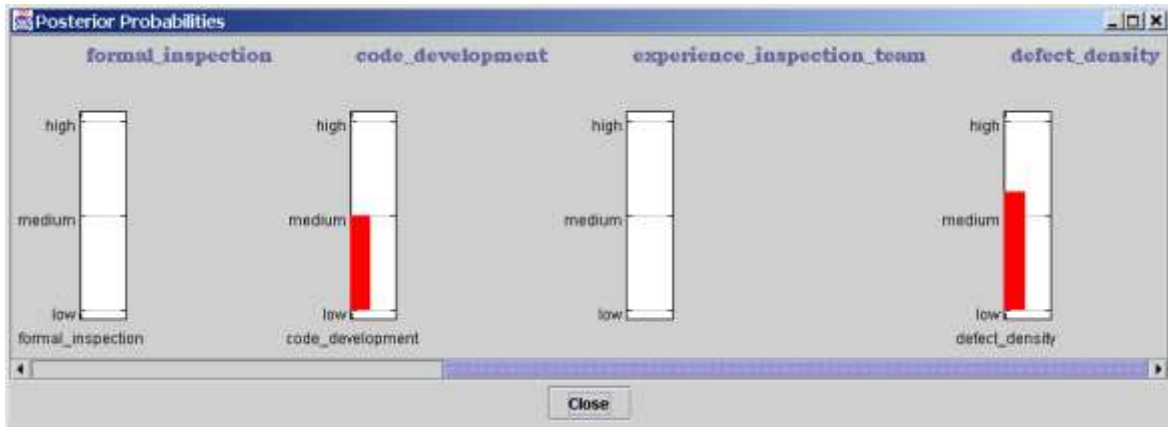 Posterior Probabilities
formal_inspection code_development experience_inspection_team defect_density
high high high high
medium medium medium medium
low low low low
formal_inspection code_development defect_density
Close